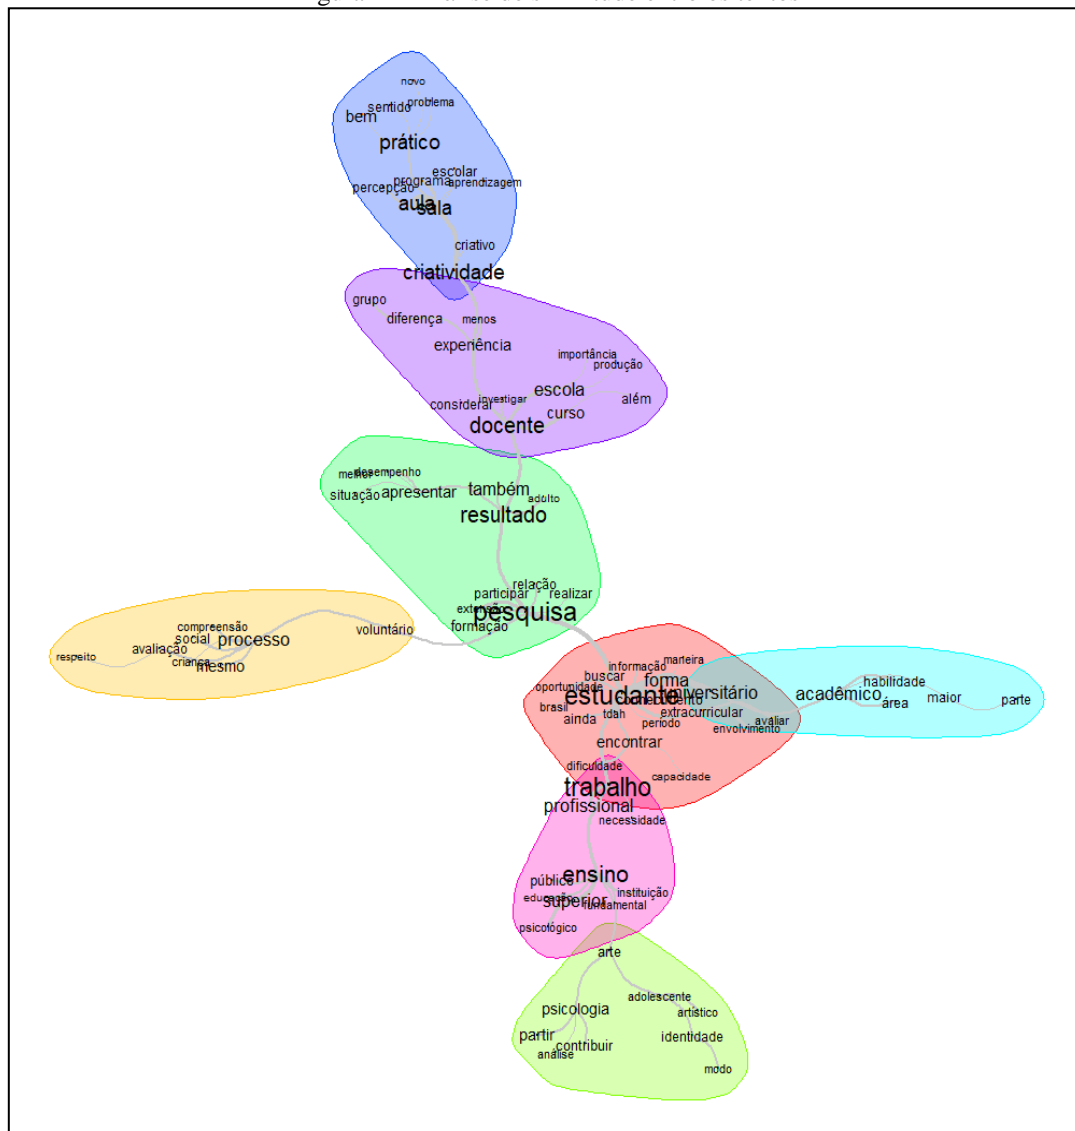 novo
sentido problema
bem
prático
escolar
programa
percepção aprendizagem
aula
sala
criativo
criatividade
grupo
diferença menos
experiência
importância
produção
escola
considerar investigar além
curso
docente
desempenho
melhor
situação apresentar também
adulto
resultado
relação
participar realizar
extensão pesquisa
formação
voluntário
compreensão
social processo
avaliação
respeito criança
mesmo
informação maneira
buscar forma
oportunidade estudante universitário
conhecimento
brasil tdah extracurricular
ainda período avaliar
envolvimento
encontrar
habilidade
acadêmico área maior parte
dificuldade
capacidade
trabalho
profissional
necessidade
ensino
público
educação instituição
superior fundamental
psicológico
arte
adolescente
psicologia artístico
partir identidade
análise contribuir
modo